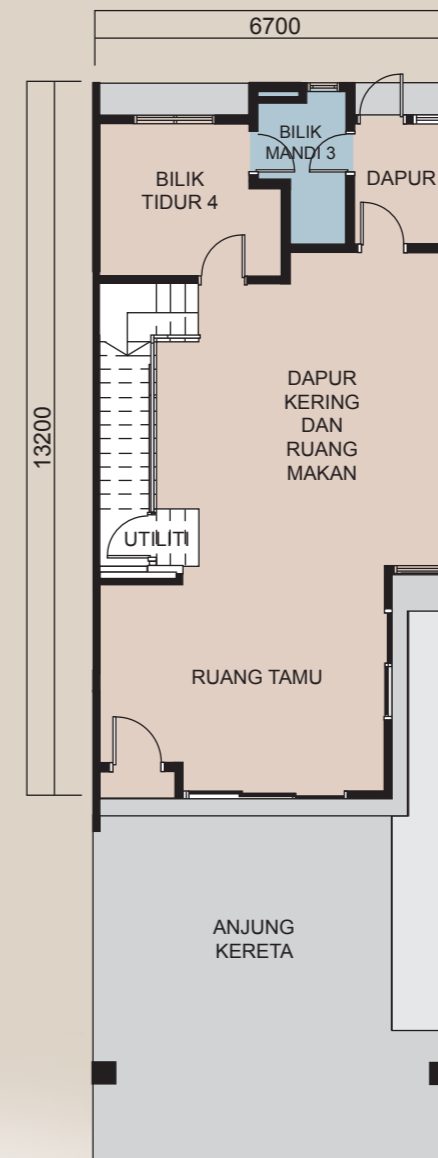 6700
BILIK
MANDI 3
BILIK
TIDUR 4
DAPUR
13200
DAPUR
KERING
DAN
RUANG
MAKAN
UTILITI
RUANG TAMU
ANJUNG
KERETA